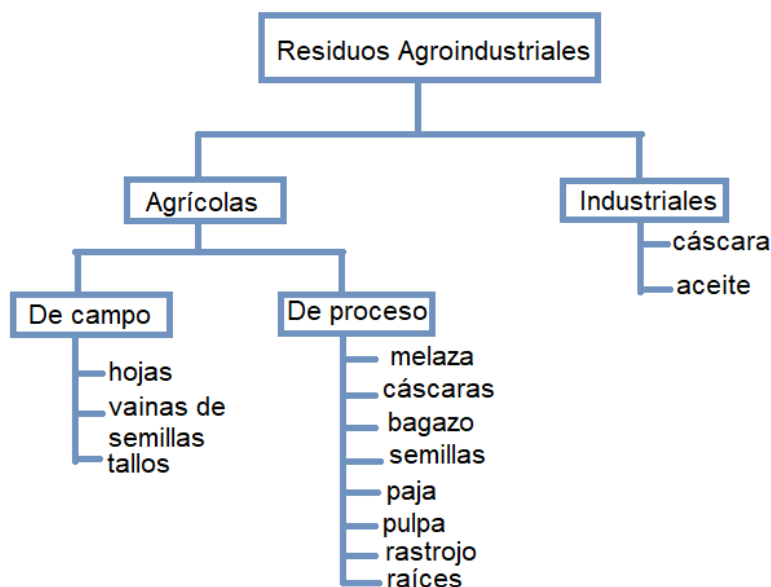 Residuos Agroindustriales
Agrícolas
Industriales
cáscara
aceite
De campo
hojas
vainas de
semillas
tallos
De proceso
melaza
cáscaras
bagazo
semillas
paja
pulpa
rastrojo
raíces